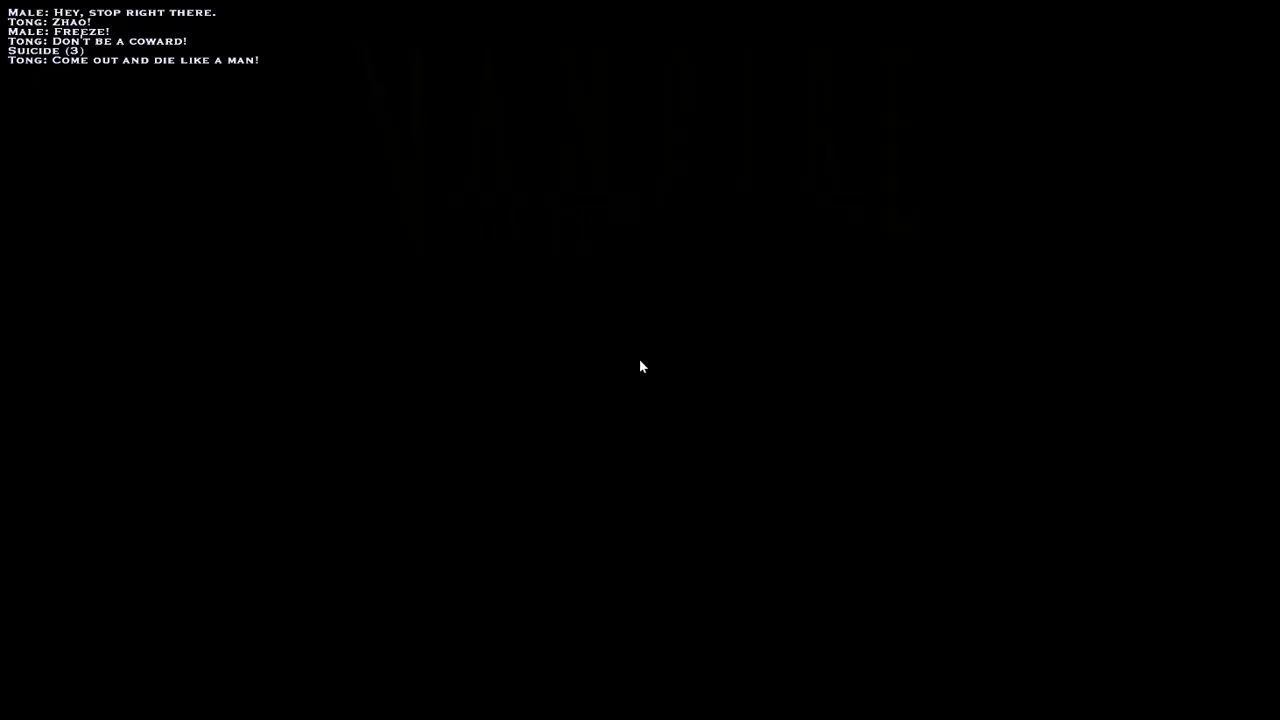 Male: Hey, stop right there.
Tong: Zhao!
Male: Freeze!
Tong: Don't be a coward!
Suicide (3)
Tong: Come out and die like a man!